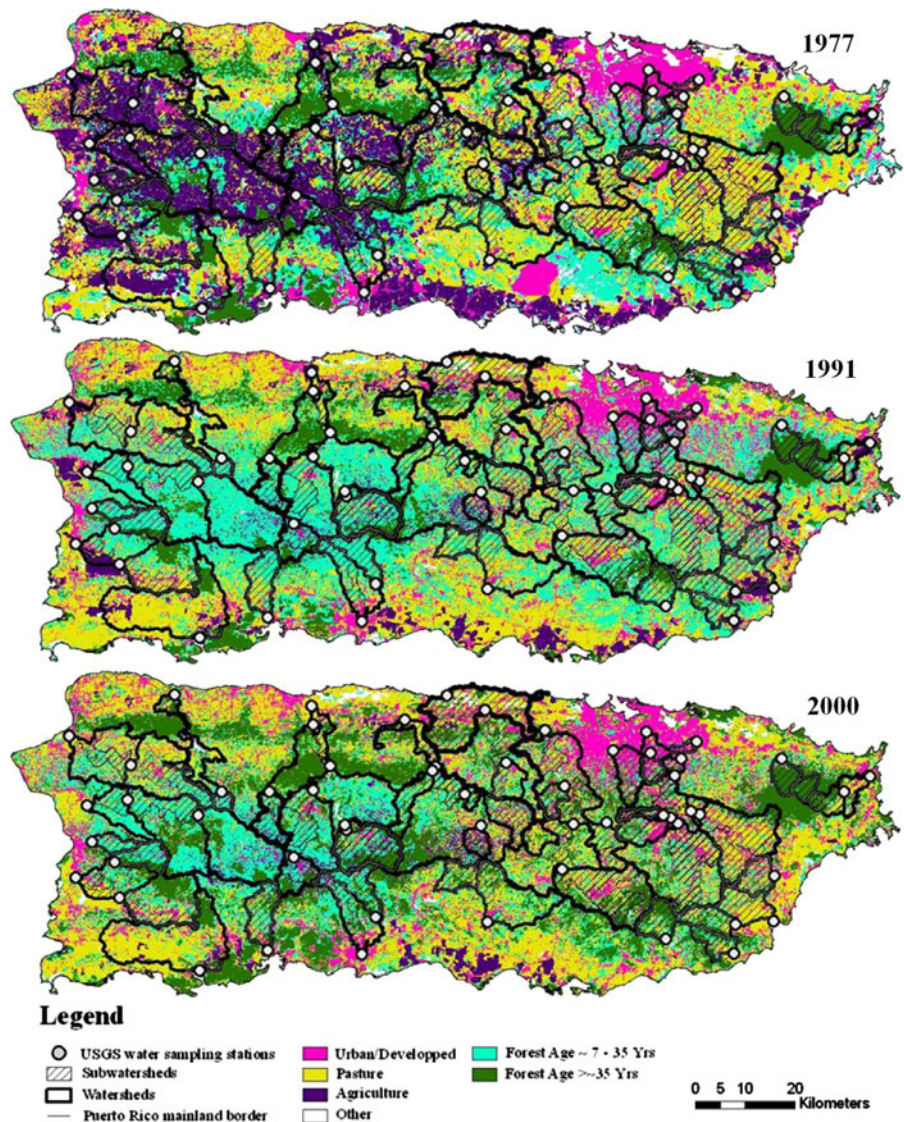 1977
1991
2000
Legend
USGS water sampling stations
Subwatersheds
Watersheds
Puerto Rico mainland border
Urban/Developped
Pasture
Agriculture
Other
Forest Age ~ 7 - 35 Yrs
Forest Age >~35 Yrs
0 5 10 20
Kilometers